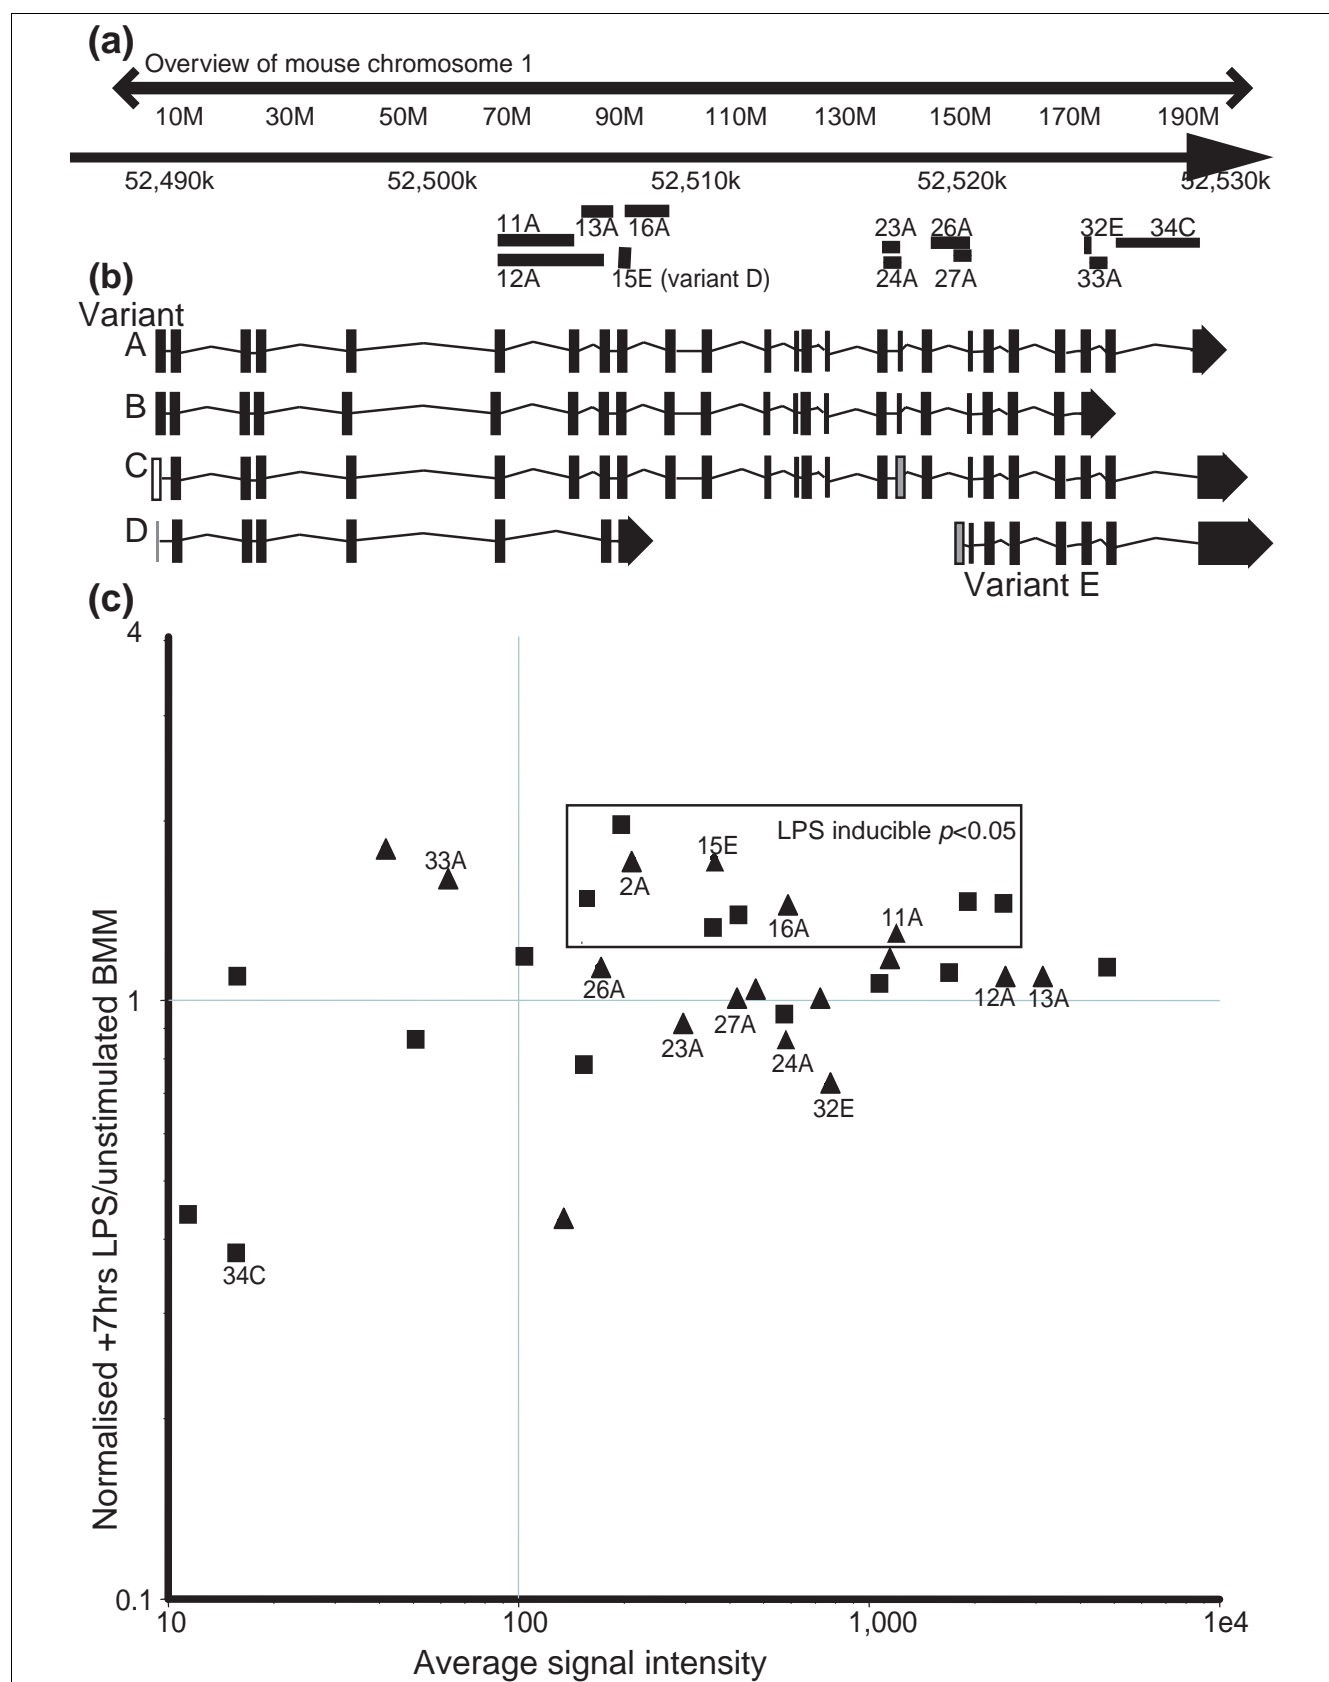 (a)
Overview of mouse chromosome 1
10M 30M 50M 70M 90M 110M 130M 150M 170M 190M
52,490k 52,500k 52,510k 52,520k 52,530k
11A 13A 16A 23A 26A 32E 34C
12A 15E (variant D) 24A 27A 33A
(b)
Variant
A
B
C
D
Variant E
(c)
4
LPS inducible p<0.05
15E
33A
2A
11A
16A
26A
12A 13A
1
27A
23A
24A
32E
34C
0.1
10 100 1,000 1e4
Normalised +7hrs LPS/unstimulated BMM
Average signal intensity